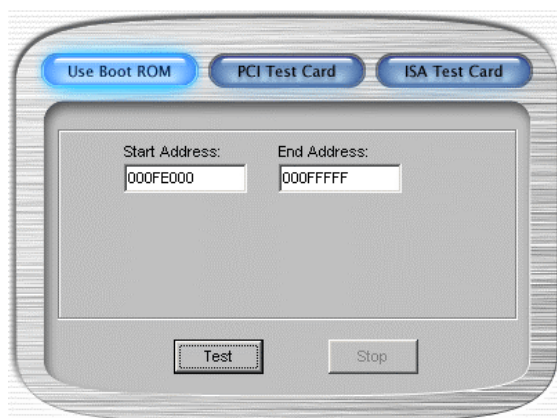 Use Boot ROM PCI Test Card ISA Test Card
Start Address: End Address:
000FE000 000FFFFF
Test Stop